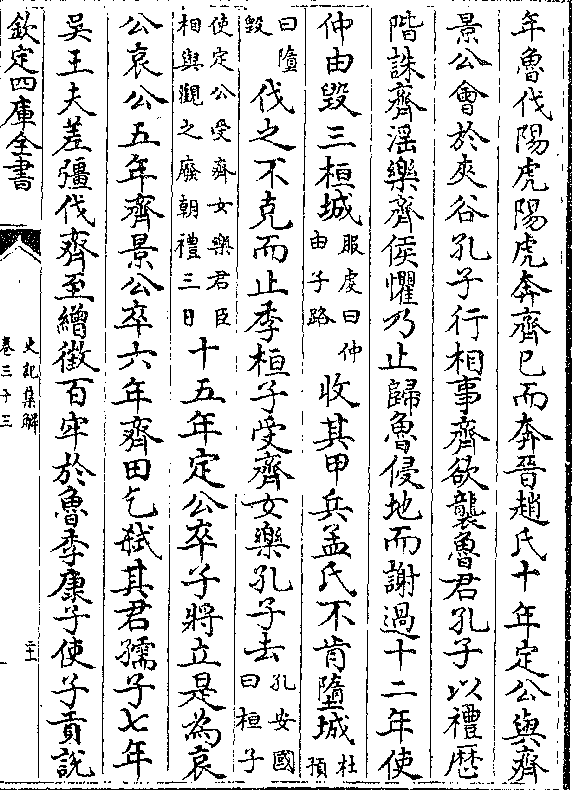 年魯伐陽虎陽虎奔齊已而奔晉趙氏十年定公與齊
景公會於夾谷孔子行相事齊欲襲魯君孔子以禮歴
階誅齊淫樂齊侯懼乃止歸魯侵地而謝過十二年使
仲由毁三桓城服䖍曰仲由子路收其甲兵孟氏不肯墮城杜預
曰墮毁伐之不克而止季桓子受齊女樂孔子去孔安國曰桓子
使定公受齊女樂君臣相與觀之廢朝禮三日十五年定公卒子將立是為哀
公哀公五年齊景公卒六年齊田乞弑其君孺子七年
吳王夫差彊伐齊至繒徵百牢於魯季康子使子貢說
欽定四庫全書
史記集解
卷三十三